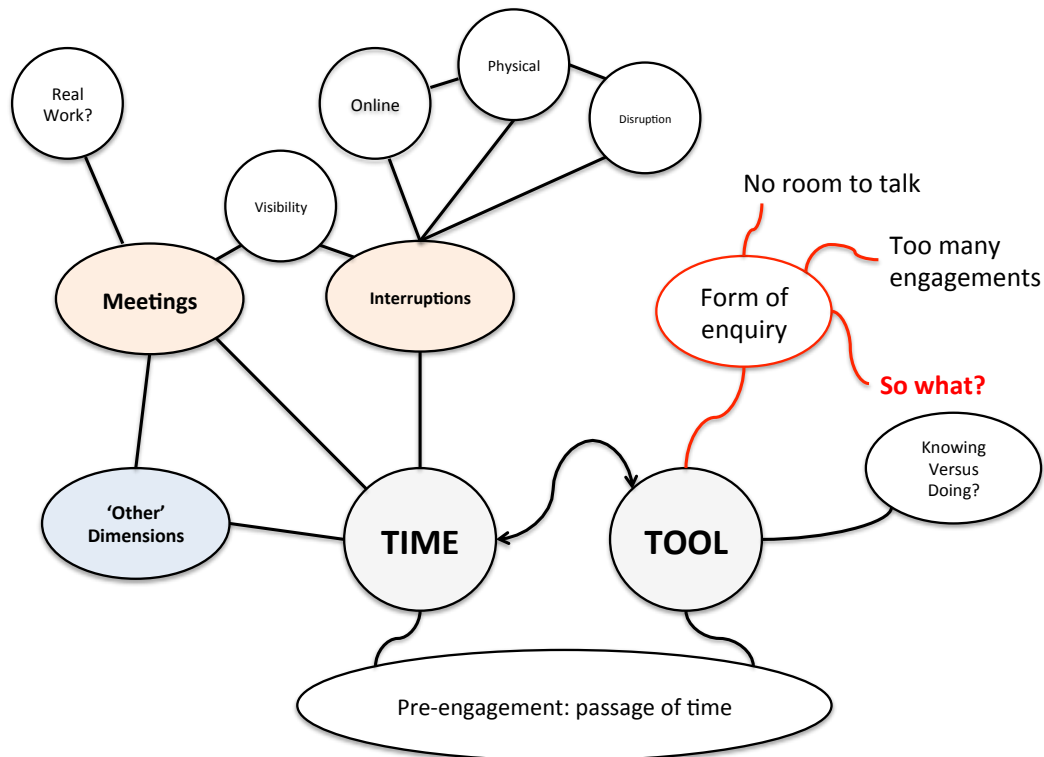 Real
Work?
Online
Physical
Disruption
Visibility
Meetings
Interruptions
No room to talk
Too many
engagements
Form of
enquiry
So what?
Knowing
Versus
Doing?
‘Other’
Dimensions
TIME
TOOL
Pre-engagement: passage of time